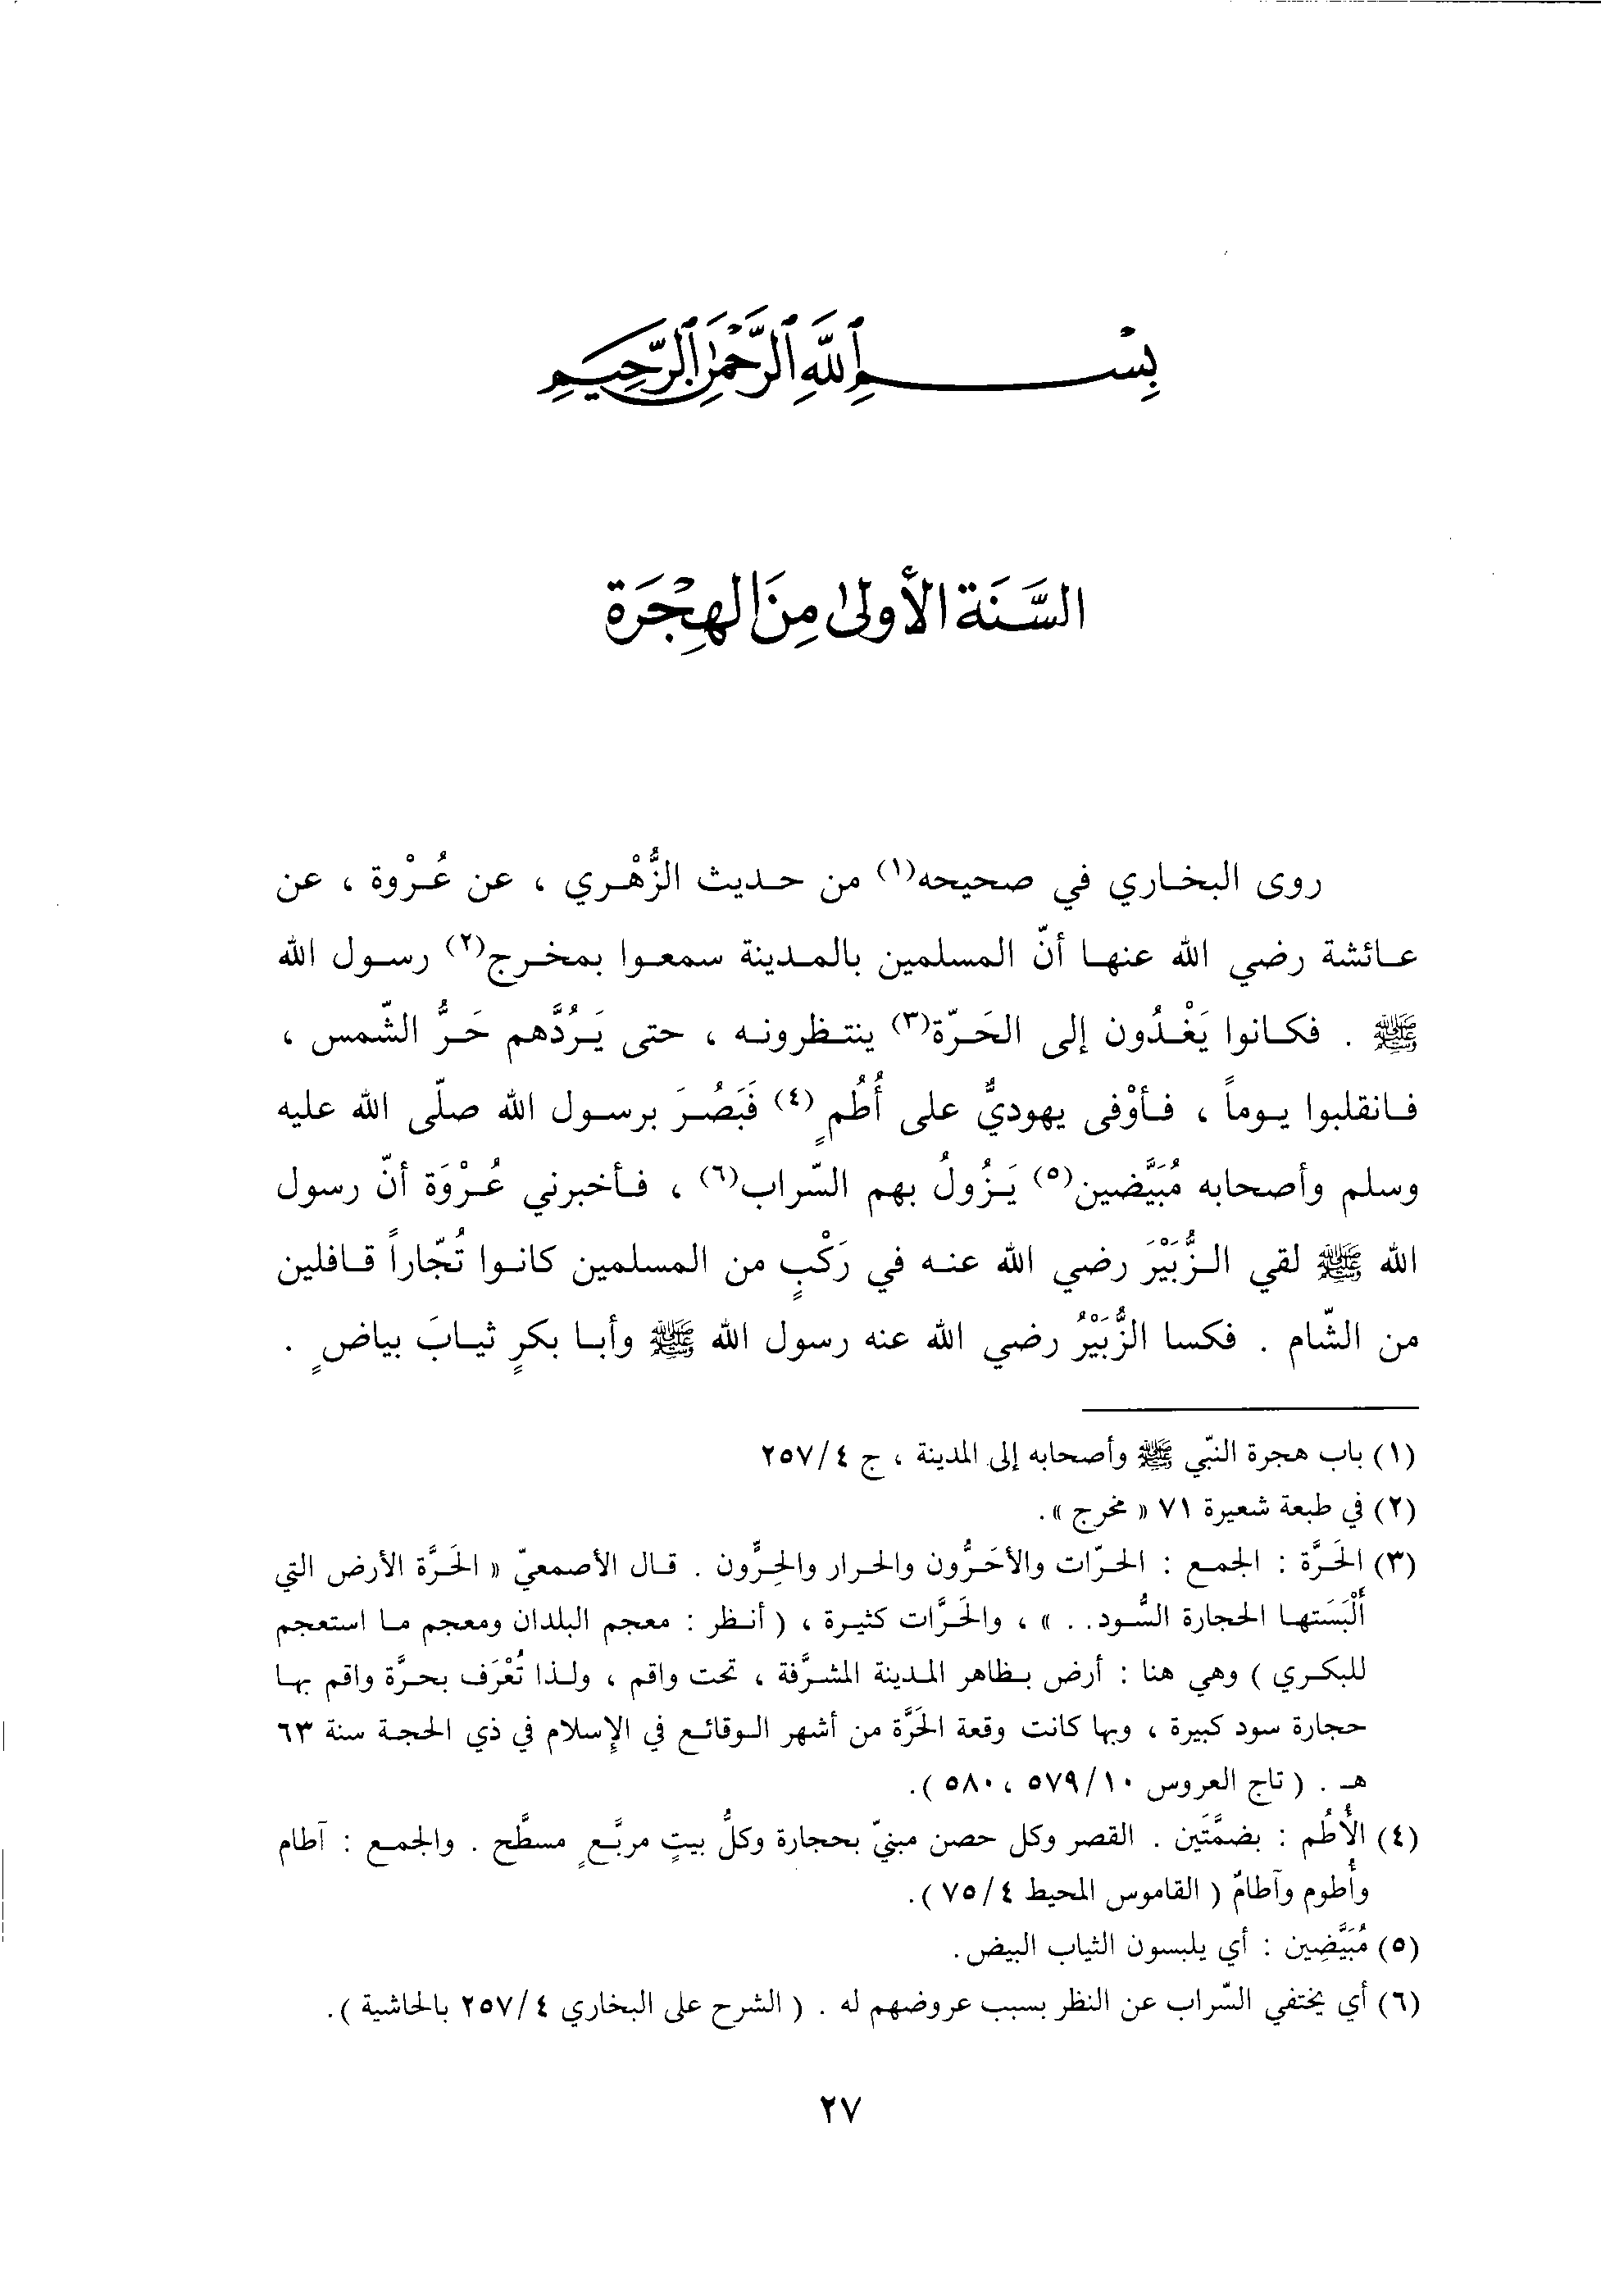 بِسْمِ ٱللَّهِ ٱلرَّحْمَٰنِ ٱلرَّحِيمِ
السَّنَة الأُولىٰ مِنَ الهِجْرَة
روى البخاري في صحيحه(١) من حديث الزُّهْري ، عن عُرْوة ، عن
عائشة رضي الله عنها أنّ المسلمين بالمدينة سمعوا بمخرج(٢) رسول الله
ﷺ . فكانوا يَغْدُون إلى الحَرّة(٣) ينتظرونه ، حتى يَرُدَّهم حَرُّ الشّمس ،
فانقلبوا يوماً ، فأوْفى يهوديٌّ على أُطُمٍ(٤) فَبَصُرَ برسول الله صلّى الله عليه
وسلم وأصحابه مُبَيَّضين(٥) يَزُولُ بهم السّراب(٦) ، فأخبرني عُرْوَة أنّ رسول
الله ﷺ لقي الزُّبَيْرَ رضي الله عنه في رَكْبٍ من المسلمين كانوا تُجّاراً قافلين
من الشّام . فكسا الزُّبَيْرُ رضي الله عنه رسول الله ﷺ وأبا بكرٍ ثيابَ بياضٍ .
(١) باب هجرة النبّي ﷺ وأصحابه إلى المدينة ، ج ٢٥٧/٤
(٢) في طبعة شعيرة ٧١ « مخرج ».
(٣) الحَرَّة : الجمع : الحرّات والأحَرُّون والحرار والحِرُّون . قال الأصمعيّ « الحَرَّة الأرض التي
أَلْبَسَتها الحجارة السُّود. . » ، والحَرَّات كثيرة ، ( أنظر : معجم البلدان ومعجم ما استعجم
للبكري ) وهي هنا : أرض بظاهر المدينة المشرَّفة ، تحت واقم ، ولذا تُعْرَف بحرَّة واقم بها
حجارة سود كبيرة ، وبها كانت وقعة الحَرَّة من أشهر الوقائع في الإسلام في ذي الحجة سنة ٦٣
هـ . ( تاج العروس ٥٧٩/١٠ ، ٥٨٠ ).
(٤) الأُطُم : بضمَّتَين . القصر وكل حصن مبنيّ بحجارة وكلُّ بيتٍ مربَّعٍ مسطَّح . والجمع : آطام
وأُطوم وآطامٌ ( القاموس المحيط ٧٥/٤ ).
(٥) مُبَيَّضِين : أي يلبسون الثياب البيض.
(٦) أي يختفي السّراب عن النظر بسبب عروضهم له . ( الشرح على البخاري ٢٥٧/٤ بالحاشية ).
٢٧